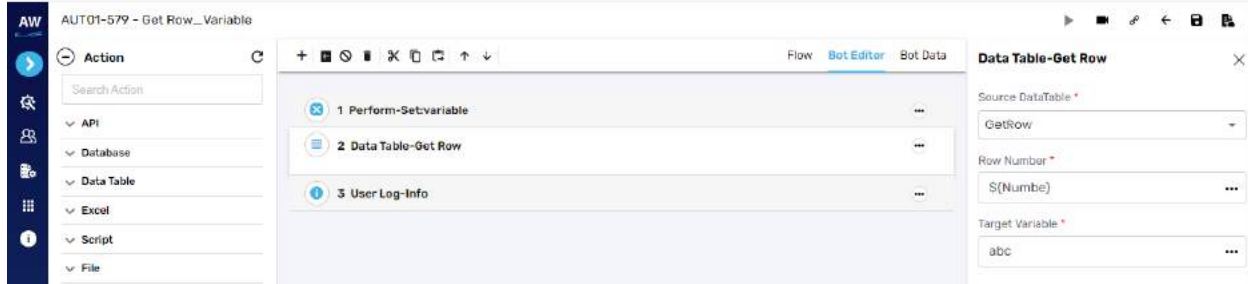 AW
AUT01-579 - Get Row_Variable
Action
Search Action
API
Database
Data Table
Excel
Script
File
Flow
Bot Editor
Bot Data
1 Perform-Set:variable
2 Data Table-Get Row
3 User Log-Info
Data Table-Get Row
Source DataTable *
GetRow
Row Number *
${Numbe}
Target Variable *
abc